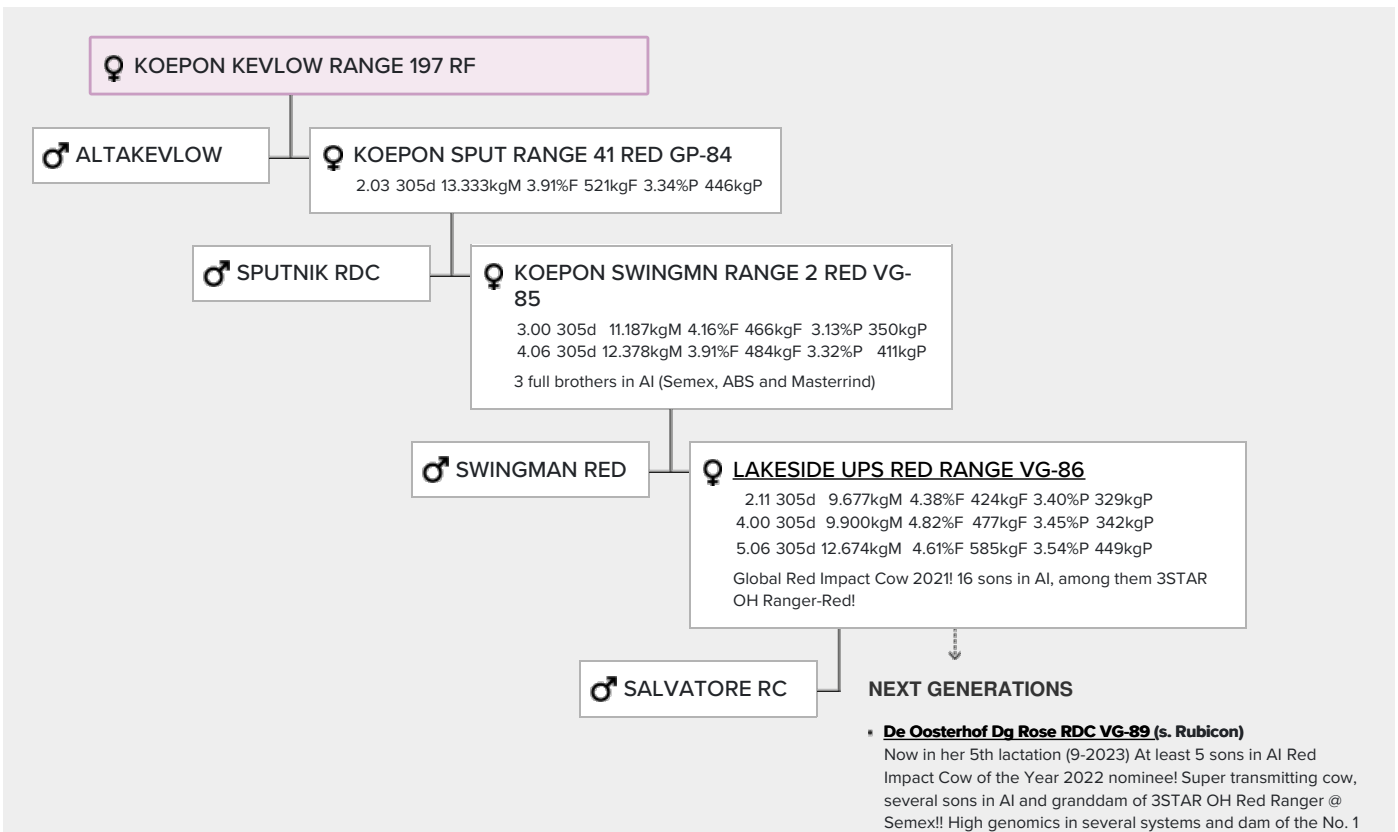 KOEPON KEVLOW RANGE 197 RF
ALTAKEVLOW
KOEPON SPUT RANGE 41 RED GP-84
2.03 305d 13.333kgM 3.91%F 521kgF 3.34%P 446kgP
SPUTNIK RDC
KOEPON SWINGMN RANGE 2 RED VG-
85
3.00 305d 11.187kgM 4.16%F 466kgF 3.13%P 350kgP
4.06 305d 12.378kgM 3.91%F 484kgF 3.32%P 411kgP
3 full brothers in AI (Semex, ABS and Masterrind)
SWINGMAN RED
LAKESIDE UPS RED RANGE VG-86
2.11 305d 9.677kgM 4.38%F 424kgF 3.40%P 329kgP
4.00 305d 9.900kgM 4.82%F 477kgF 3.45%P 342kgP
5.06 305d 12.674kgM 4.61%F 585kgF 3.54%P 449kgP
Global Red Impact Cow 2021! 16 sons in AI, among them 3STAR
OH Ranger-Red!
SALVATORE RC
NEXT GENERATIONS
▪ De Oosterhof Dg Rose RDC VG-89 (s. Rubicon)
Now in her 5th lactation (9-2023) At least 5 sons in AI Red
Impact Cow of the Year 2022 nominee! Super transmitting cow,
several sons in AI and granddam of 3STAR OH Red Ranger @
Semex!! High genomics in several systems and dam of the No. 1